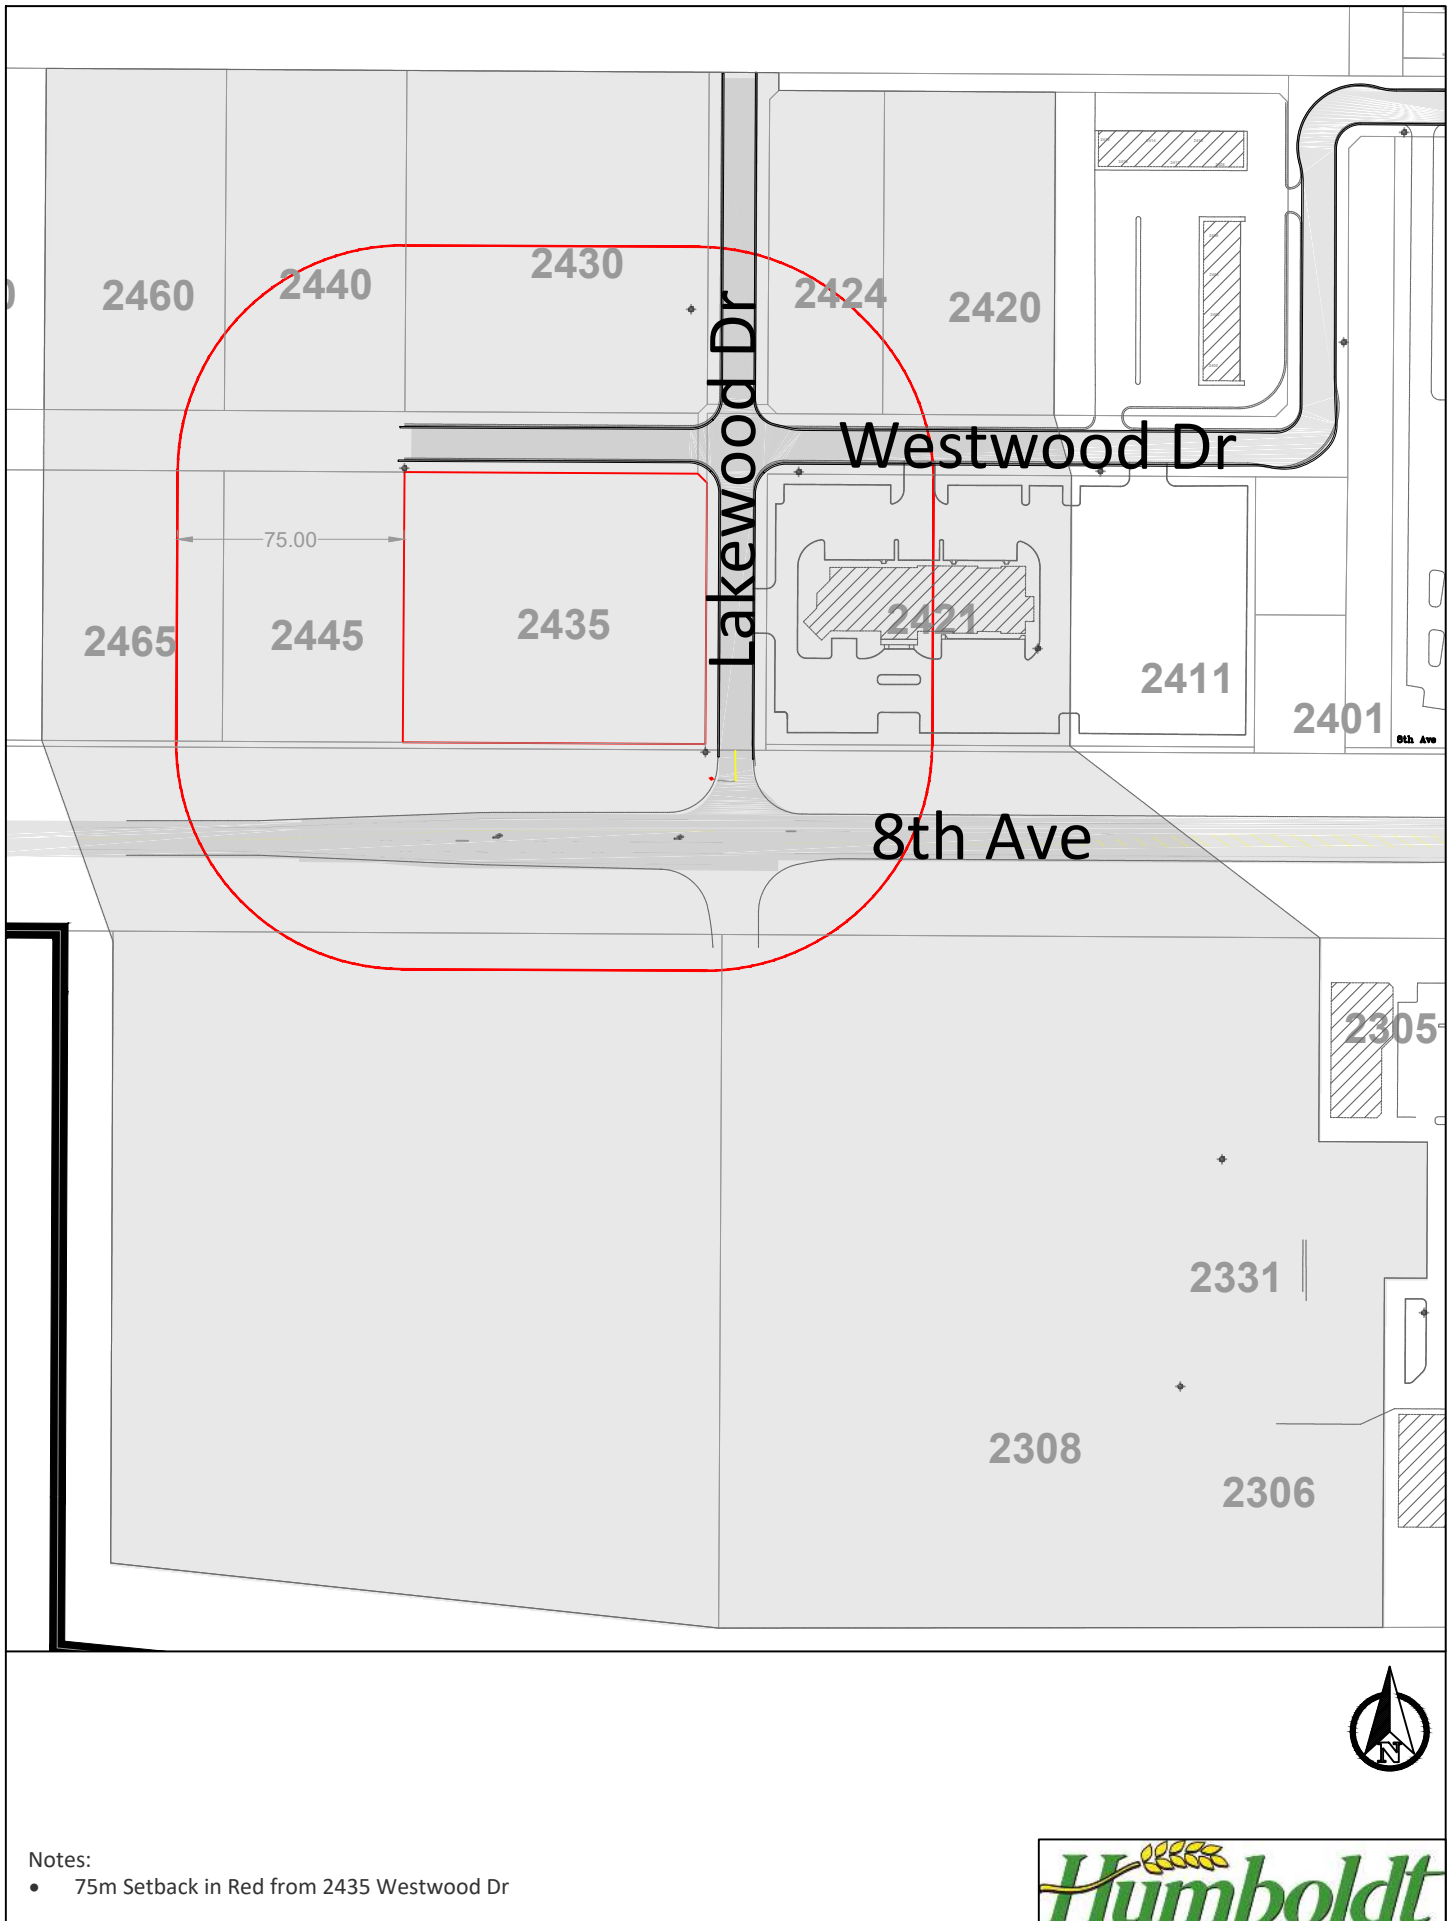 2460
2440
2430
2424
2420
Lakewood Dr
Westwood Dr
75.00
2465
2445
2435
2421
2411
2401
8th Ave
8th Ave
2305
2331
2308
2306
N
Notes:
• 75m Setback in Red from 2435 Westwood Dr
Humboldt